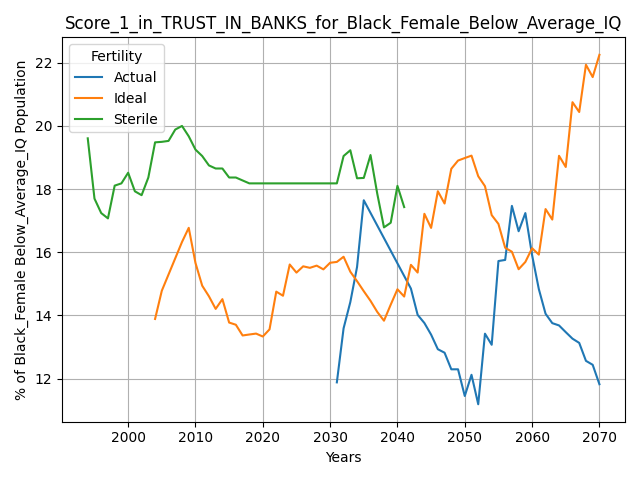 Score_1_in_TRUST_IN_BANKS_for_Black_Female_Below_Average_IQ
Fertility
Actual
Ideal
Sterile
% of Black_Female Below_Average_IQ Population
22
20
18
16
14
12
2000
2010
2020
2030
2040
2050
2060
2070
Years